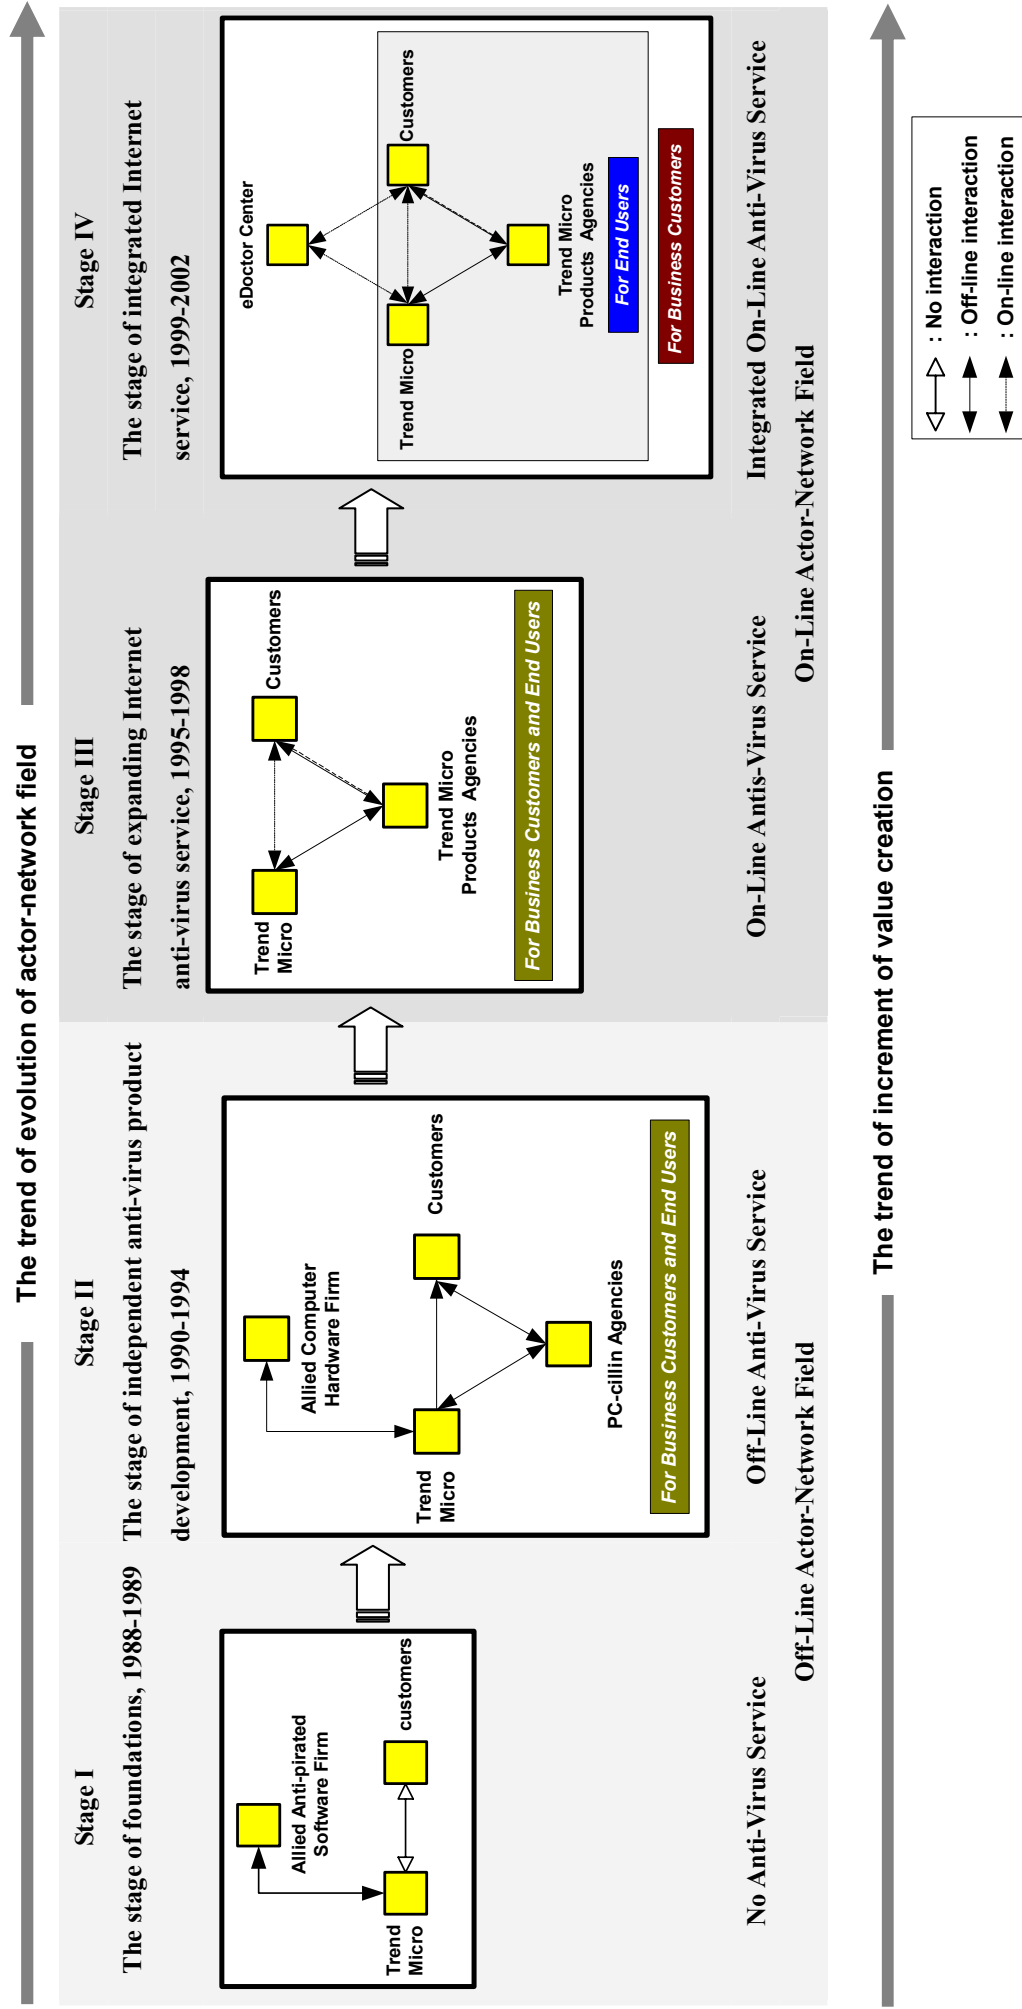 The trend of evolution of actor-network field
Stage I
The stage of foundations, 1988-1989
Allied Anti-pirated
Software Firm
Trend
Micro
customers
No Anti-Virus Service
Stage II
The stage of independent anti-virus product
development, 1990-1994
Allied Computer
Hardware Firm
Trend
Micro
Customers
PC-cillin Agencies
For Business Customers and End Users
Off-Line Anti-Virus Service
Off-Line Actor-Network Field
Stage III
The stage of expanding Internet
anti-virus service, 1995-1998
Trend
Micro
Customers
Trend Micro
Products Agencies
For Business Customers and End Users
On-Line Antis-Virus Service
Stage IV
The stage of integrated Internet
service, 1999-2002
eDoctor Center
Trend Micro
Customers
Trend Micro
Products Agencies
For End Users
For Business Customers
Integrated On-Line Anti-Virus Service
On-Line Actor-Network Field
The trend of increment of value creation
: No interaction
: Off-line interaction
: On-line interaction